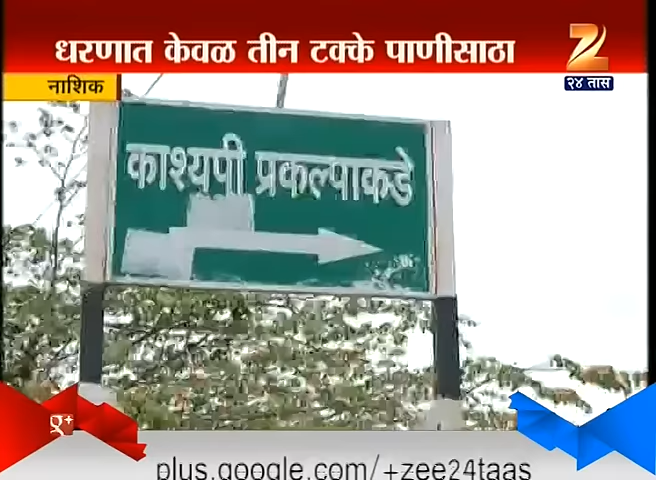 धरणात केवळ तीन टक्के पाणीसाठा
२४ तास
नाशिक
काश्यपी प्रकल्पाकडे
g+
plus.google.com/+zee24taas